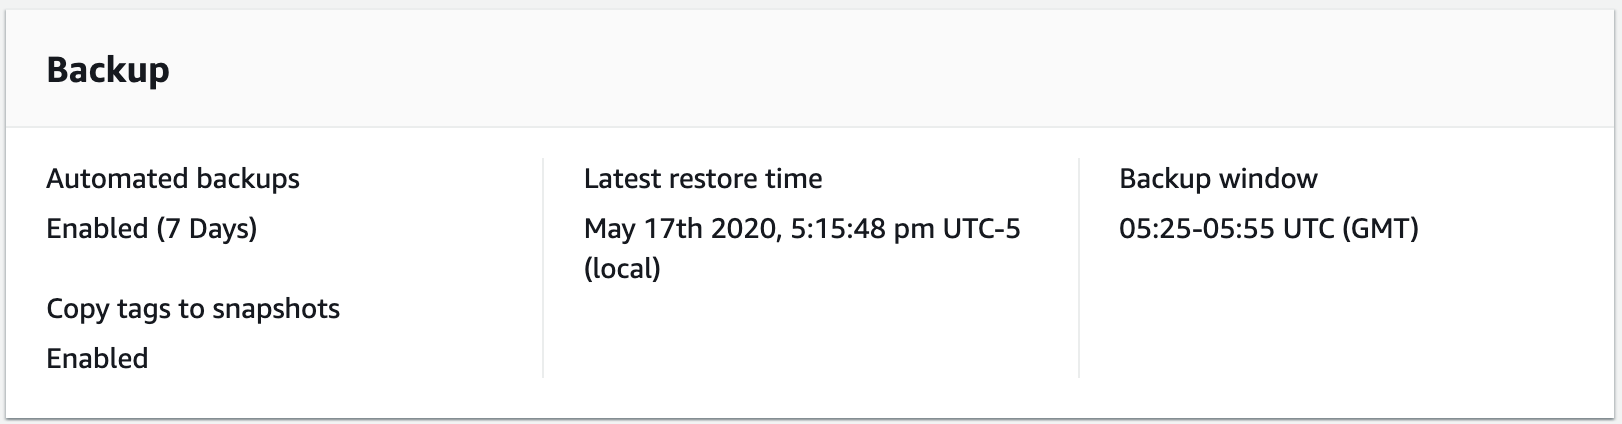 Backup
Automated backups
Enabled (7 Days)
Copy tags to snapshots
Enabled
Latest restore time
May 17th 2020, 5:15:48 pm UTC-5
(local)
Backup window
05:25-05:55 UTC (GMT)